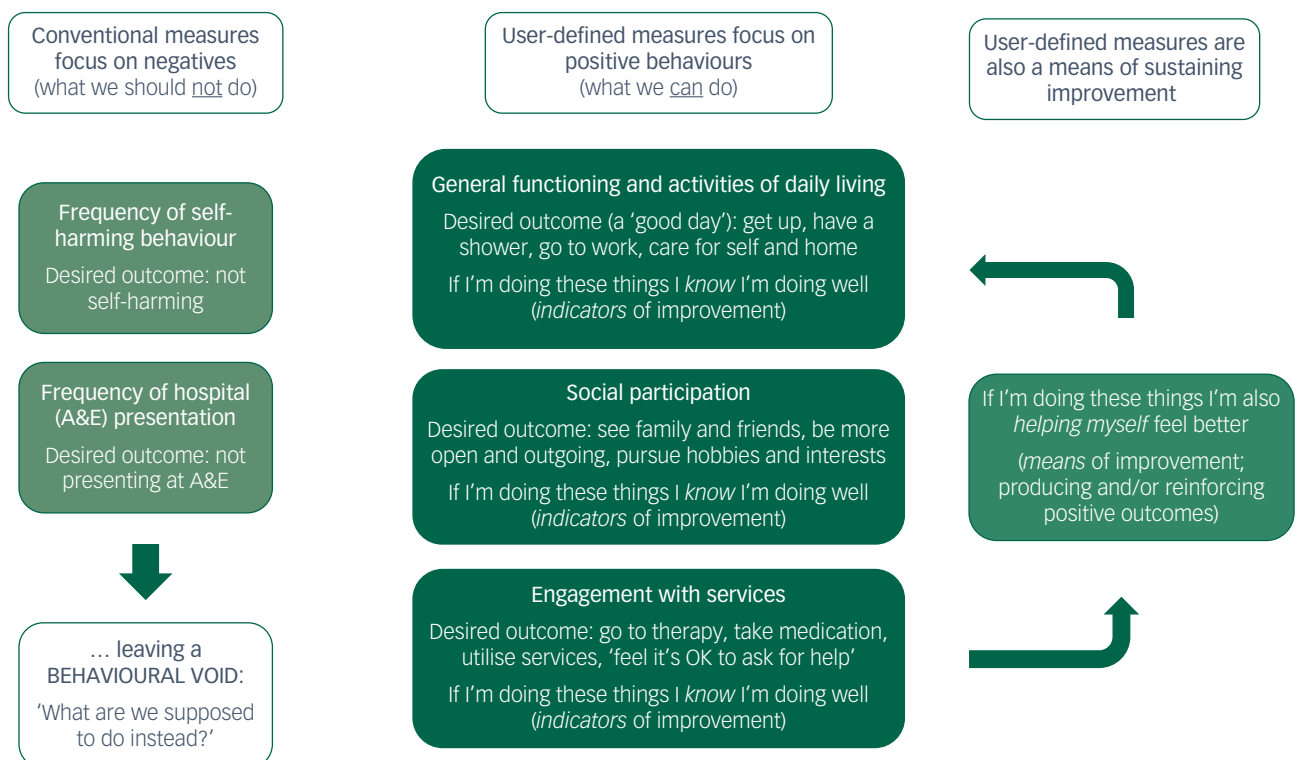 Conventional measures
focus on negatives
(what we should not do)
User-defined measures focus on
positive behaviours
(what we can do)
User-defined measures are
also a means of sustaining
improvement
Frequency of self-
harming behaviour
Desired outcome: not
self-harming
Frequency of hospital
(A&E) presentation
Desired outcome: not
presenting at A&E
… leaving a
BEHAVIOURAL VOID:
‘What are we supposed
to do instead?’
General functioning and activities of daily living
Desired outcome (a ‘good day’): get up, have a
shower, go to work, care for self and home
If I’m doing these things I know I’m doing well
(indicators of improvement)
Social participation
Desired outcome: see family and friends, be more
open and outgoing, pursue hobbies and interests
If I’m doing these things I know I’m doing well
(indicators of improvement)
Engagement with services
Desired outcome: go to therapy, take medication,
utilise services, ‘feel it’s OK to ask for help’
If I’m doing these things I know I’m doing well
(indicators of improvement)
If I’m doing these things I’m also
helping myself feel better
(means of improvement;
producing and/or reinforcing
positive outcomes)